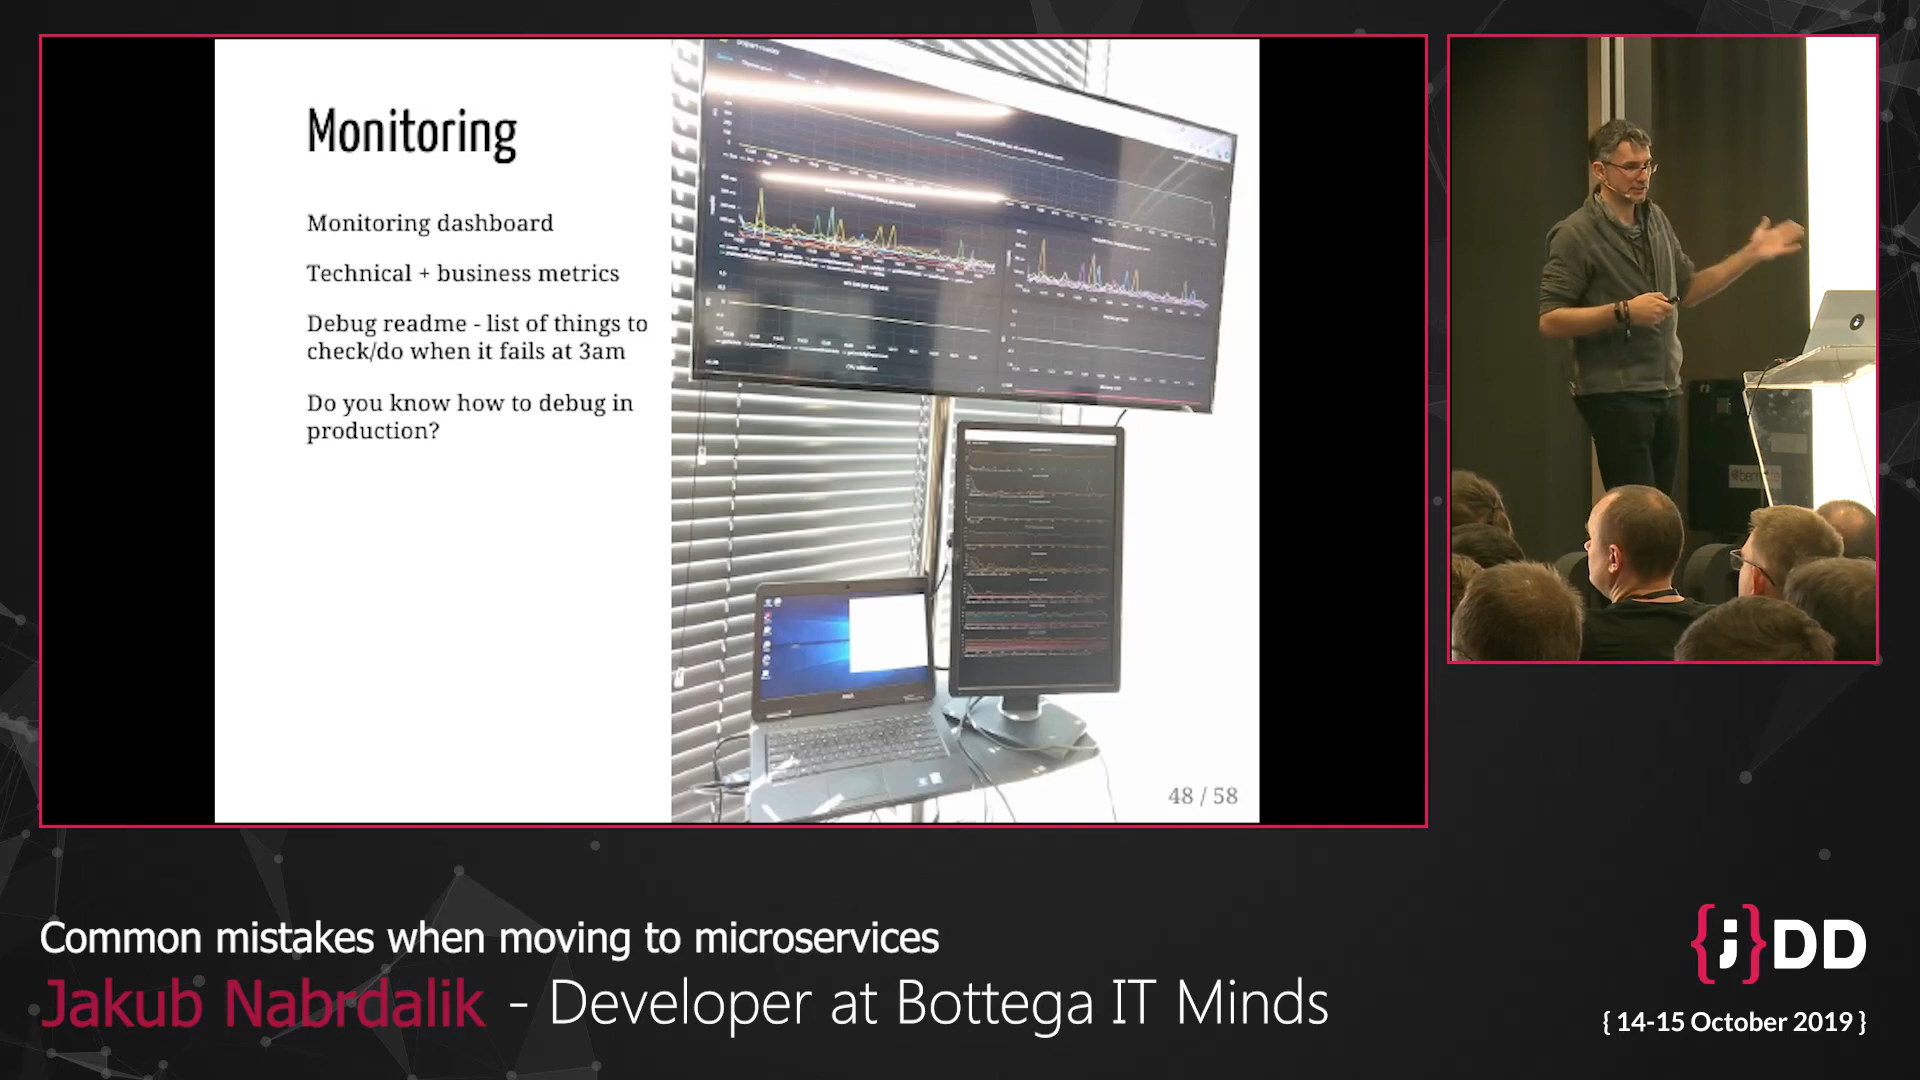 Monitoring
Monitoring dashboard
Technical + business metrics
Debug readme - list of things to
check/do when it fails at 3am
Do you know how to debug in
production?
48 / 58
Common mistakes when moving to microservices
Jakub Nabrdalik - Developer at Bottega IT Minds
{;}DD
{ 14-15 October 2019 }